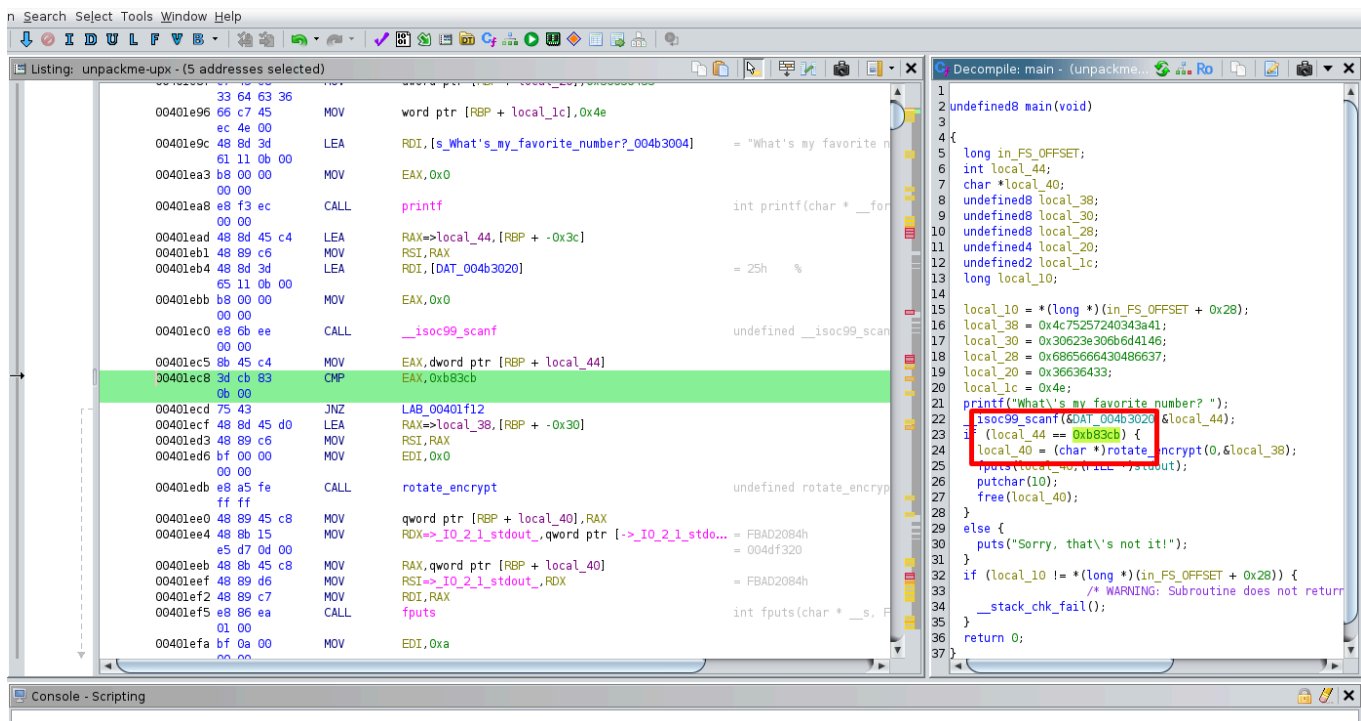 n Search Select Tools Window Help
I D U L F V B
Listing: unpackme-upx - (5 addresses selected)
33 64 63 36
00401e96 66 c7 45 MOV word ptr [RBP + local_1c],0x4e
ec 4e 00
00401e9c 48 8d 3d LEA RDI,[s_What's_my_favorite_number?_004b3004] = "What's my favorite n
61 11 0b 00
00401ea3 b8 00 00 MOV EAX,0x0
00 00
00401ea8 e8 f3 ec CALL printf int printf(char * __for
00 00
00401ead 48 8d 45 c4 LEA RAX=>local_44,[RBP + -0x3c]
00401eb1 48 89 c6 MOV RSI,RAX
00401eb4 48 8d 3d LEA RDI,[DAT_004b3020] = 25h %
65 11 0b 00
00401ebb b8 00 00 MOV EAX,0x0
00 00
00401ec0 e8 6b ee CALL __isoc99_scanf undefined __isoc99_scan
00 00
00401ec5 8b 45 c4 MOV EAX,dword ptr [RBP + local_44]
00401ec8 3d cb 83 CMP EAX,0xb83cb
0b 00
00401ecd 75 43 JNZ LAB_00401f12
00401ecf 48 8d 45 d0 LEA RAX=>local_38,[RBP + -0x30]
00401ed3 48 89 c6 MOV RSI,RAX
00401ed6 bf 00 00 MOV EDI,0x0
00 00
00401edb e8 a5 fe CALL rotate_encrypt undefined rotate_encryp
ff ff
00401ee0 48 89 45 c8 MOV qword ptr [RBP + local_40],RAX
00401ee4 48 8b 15 MOV RDX=>_IO_2_1_stdout_,qword ptr [->_IO_2_1_stdo... = FBAD2084h
e5 d7 0d 00 = 004df320
00401eeb 48 8b 45 c8 MOV RAX,qword ptr [RBP + local_40]
00401eef 48 89 d6 MOV RSI=>_IO_2_1_stdout_,RDX = FBAD2084h
00401ef2 48 89 c7 MOV RDI,RAX
00401ef5 e8 86 ea CALL fputs int fputs(char * __s, F
01 00
00401efa bf 0a 00 MOV EDI,0xa
Decompile: main - (unpackme... Ro
1
2 undefined8 main(void)
3
4 {
5 long in_FS_OFFSET;
6 int local_44;
7 char *local_40;
8 undefined8 local_38;
9 undefined8 local_30;
10 undefined8 local_28;
11 undefined4 local_20;
12 undefined2 local_1c;
13 long local_10;
14
15 local_10 = *(long *)(in_FS_OFFSET + 0x28);
16 local_38 = 0x4c75257240343a41;
17 local_30 = 0x30623e306b6d4146;
18 local_28 = 0x6865666430486637;
19 local_20 = 0x36636433;
20 local_1c = 0x4e;
21 printf("What\'s my favorite number? ");
22 __isoc99_scanf(&DAT_004b3020,&local_44);
23 if (local_44 == 0xb83cb) {
24 local_40 = (char *)rotate_encrypt(0,&local_38);
25 fputs(local_40,(FILE *)stdout);
26 putchar(10);
27 free(local_40);
28 }
29 else {
30 puts("Sorry, that\'s not it!");
31 }
32 if (local_10 != *(long *)(in_FS_OFFSET + 0x28)) {
33 /* WARNING: Subroutine does not return
34 __stack_chk_fail();
35 }
36 return 0;
37 }
Console - Scripting